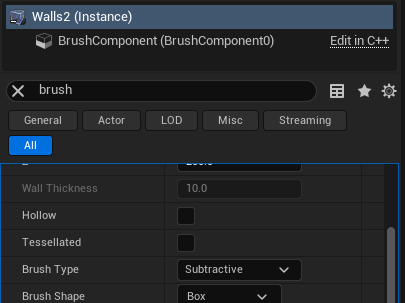 Walls2 (Instance)
BrushComponent (BrushComponent0) Edit in C++
brush
General Actor LOD Misc Streaming
All
Wall Thickness 10.0
Hollow
Tessellated
Brush Type Subtractive
Brush Shape Box